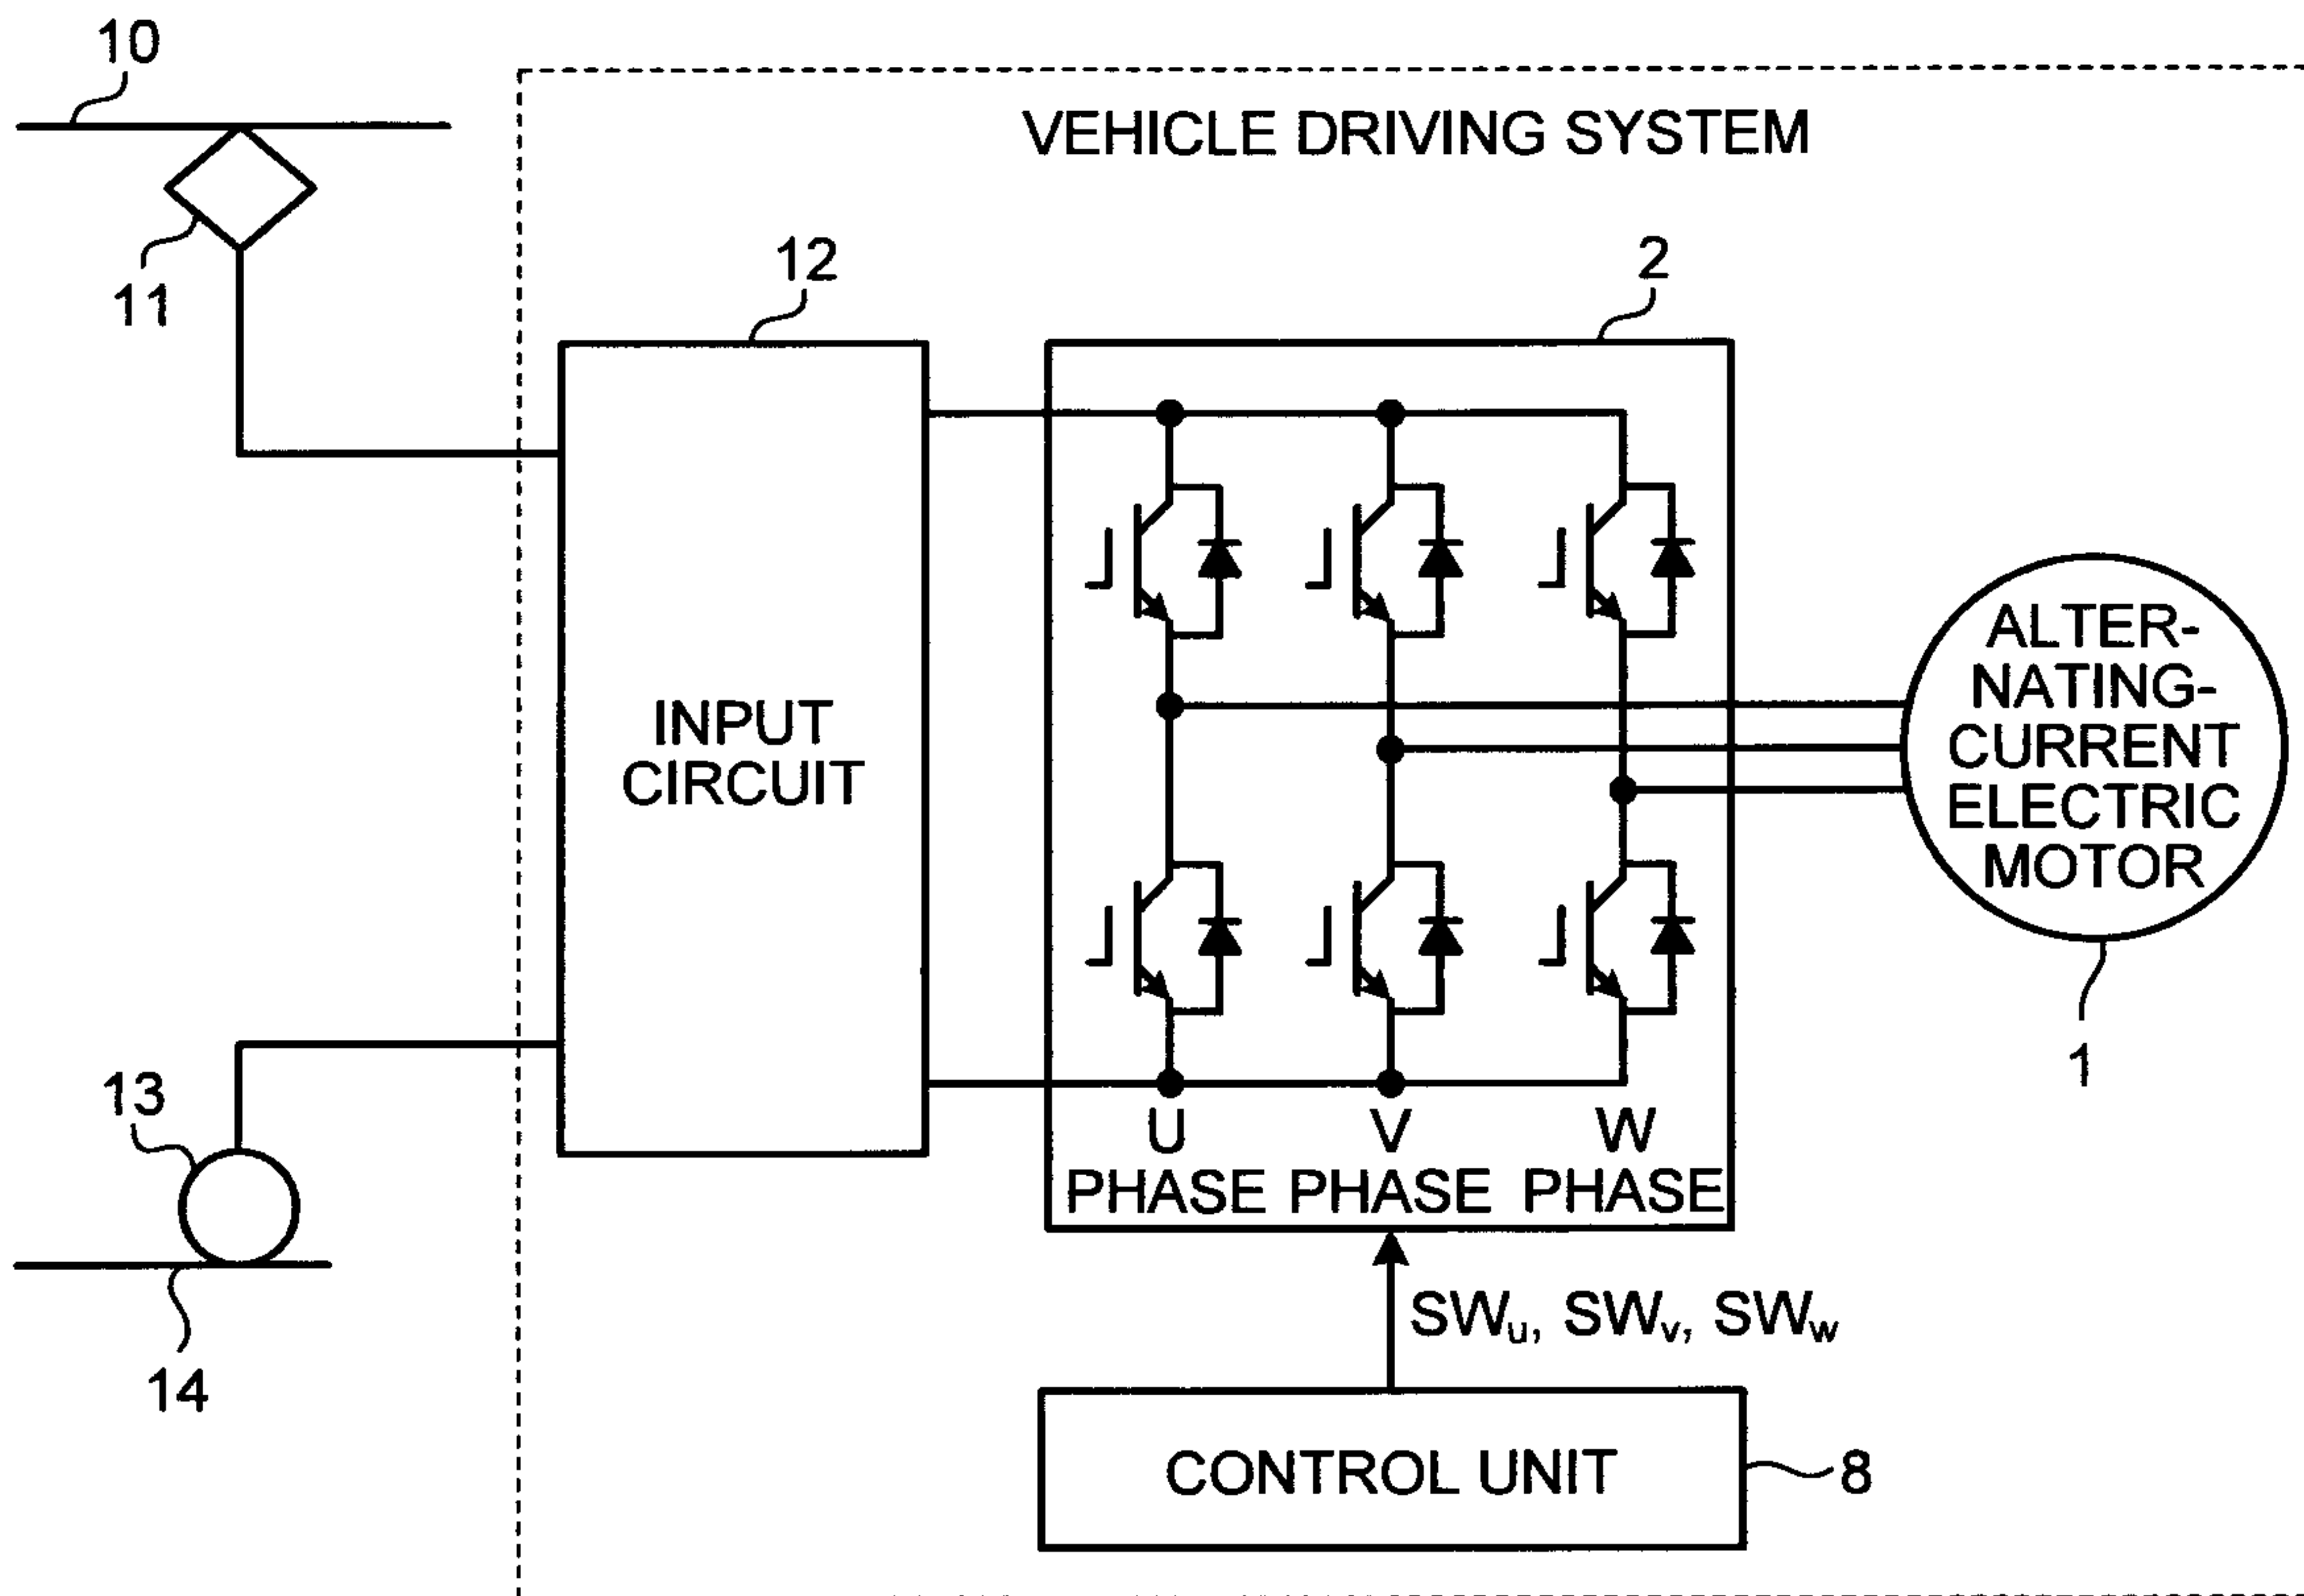 10
VEHICLE DRIVING SYSTEM
11
12
2
INPUT
CIRCUIT
ALTER-
NATING-
CURRENT
ELECTRIC
MOTOR
1
13
U V W
PHASE PHASE PHASE
14
SWu, SWv, SWw
CONTROL UNIT
8